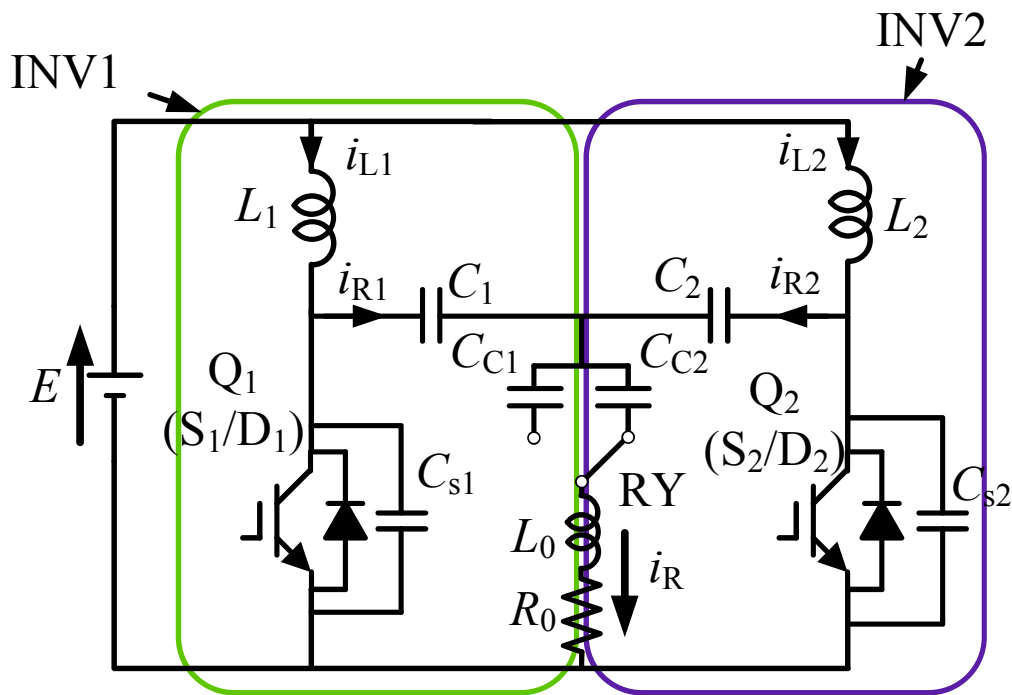 INV1
INV2
iL1
iL2
L1
L2
iR1
C1
C2
iR2
CC1
CC2
E
Q1
(S1/D1)
Q2
(S2/D2)
Cs1
RY
Cs2
L0
iR
R0